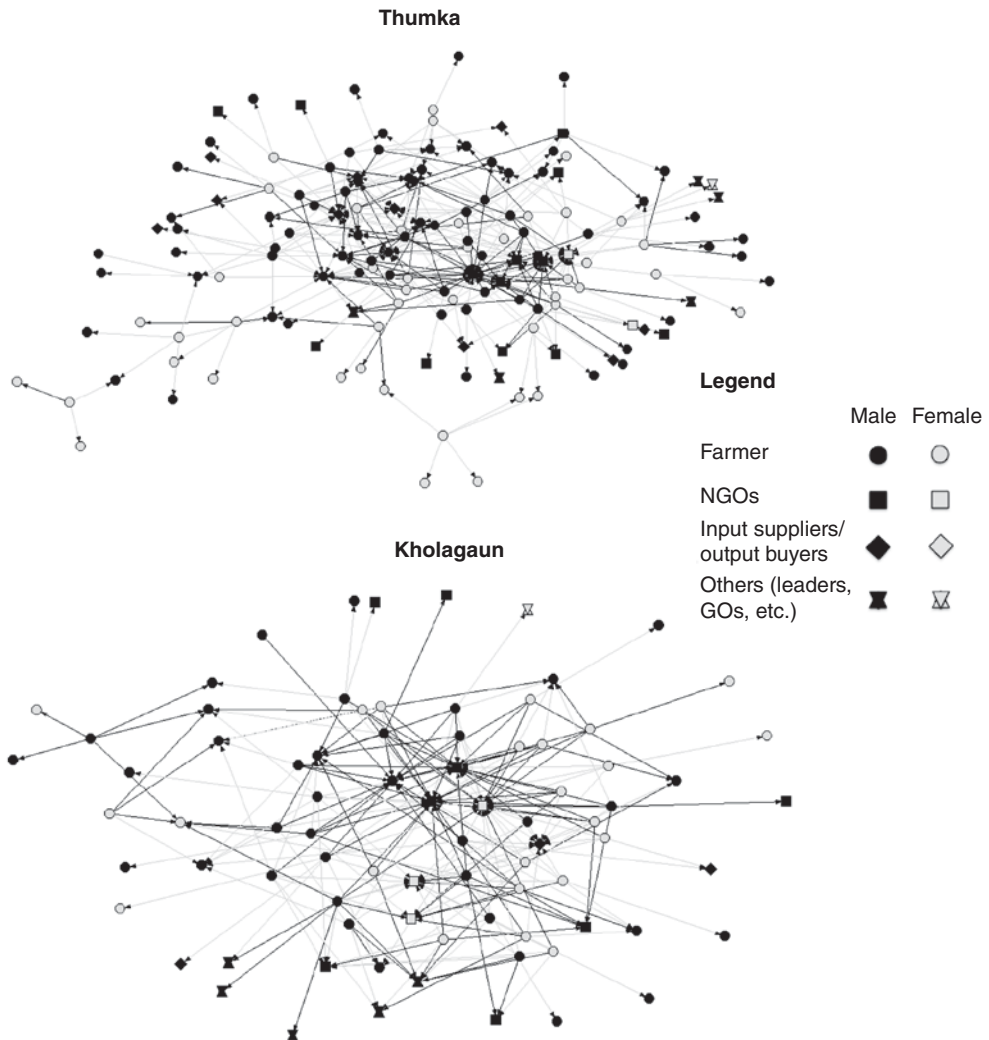 Thumka
Legend
Male Female
Farmer
NGOs
Input suppliers/
output buyers
Others (leaders,
GOs, etc.)
Kholagaun